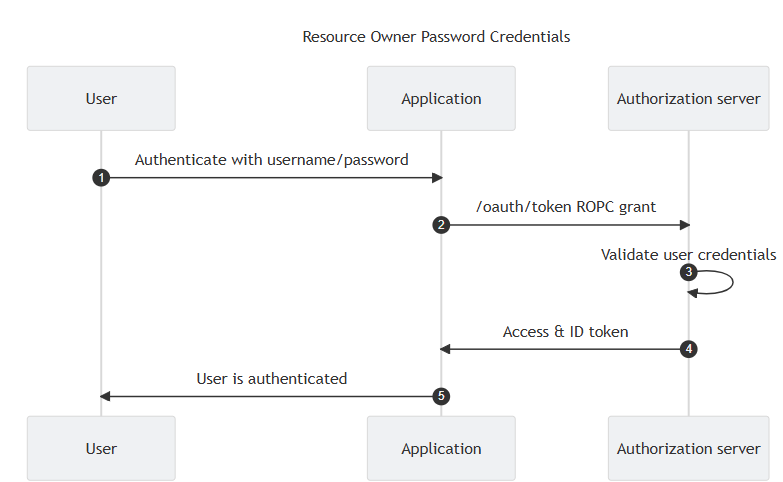 Resource Owner Password Credentials
User
Application
Authorization server
Authenticate with username/password
1
/oauth/token ROPC grant
2
Validate user credentials
3
Access & ID token
4
User is authenticated
5
User
Application
Authorization server